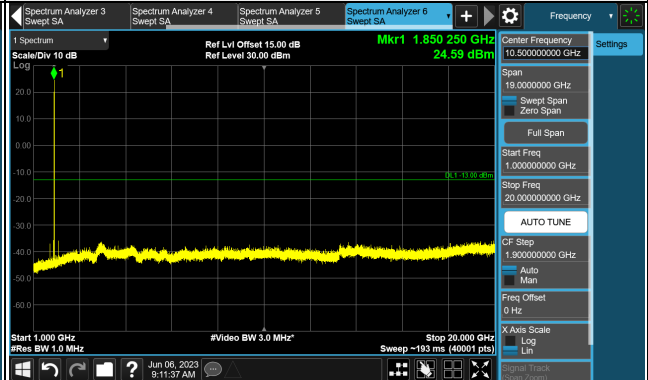 Spectrum Analyzer 3
Swept SA
Spectrum Analyzer 4
Swept SA
Spectrum Analyzer 5
Swept SA
Spectrum Analyzer 6
Swept SA
Frequency
1 Spectrum
Scale/Div 10 dB
Ref Lvl Offset 15.00 dB
Ref Level 30.00 dBm
Mkr1 1.850 250 GHz
24.59 dBm
Log
1
20.0
10.0
0.00
-10.0
DL1 -13.00 dBm
-20.0
-30.0
-40.0
-50.0
-60.0
Start 1.000 GHz
#Res BW 1.0 MHz
#Video BW 3.0 MHz*
Stop 20.000 GHz
Sweep ~193 ms (40001 pts)
Center Frequency
10.500000000 GHz
Settings
Span
19.0000000 GHz
Swept Span
Zero Span
Full Span
Start Freq
1.000000000 GHz
Stop Freq
20.000000000 GHz
AUTO TUNE
CF Step
1.900000000 GHz
Auto
Man
Freq Offset
0 Hz
X Axis Scale
Log
Lin
Signal Track
(Span Zoom)
?
Jun 06, 2023
9:11:37 AM